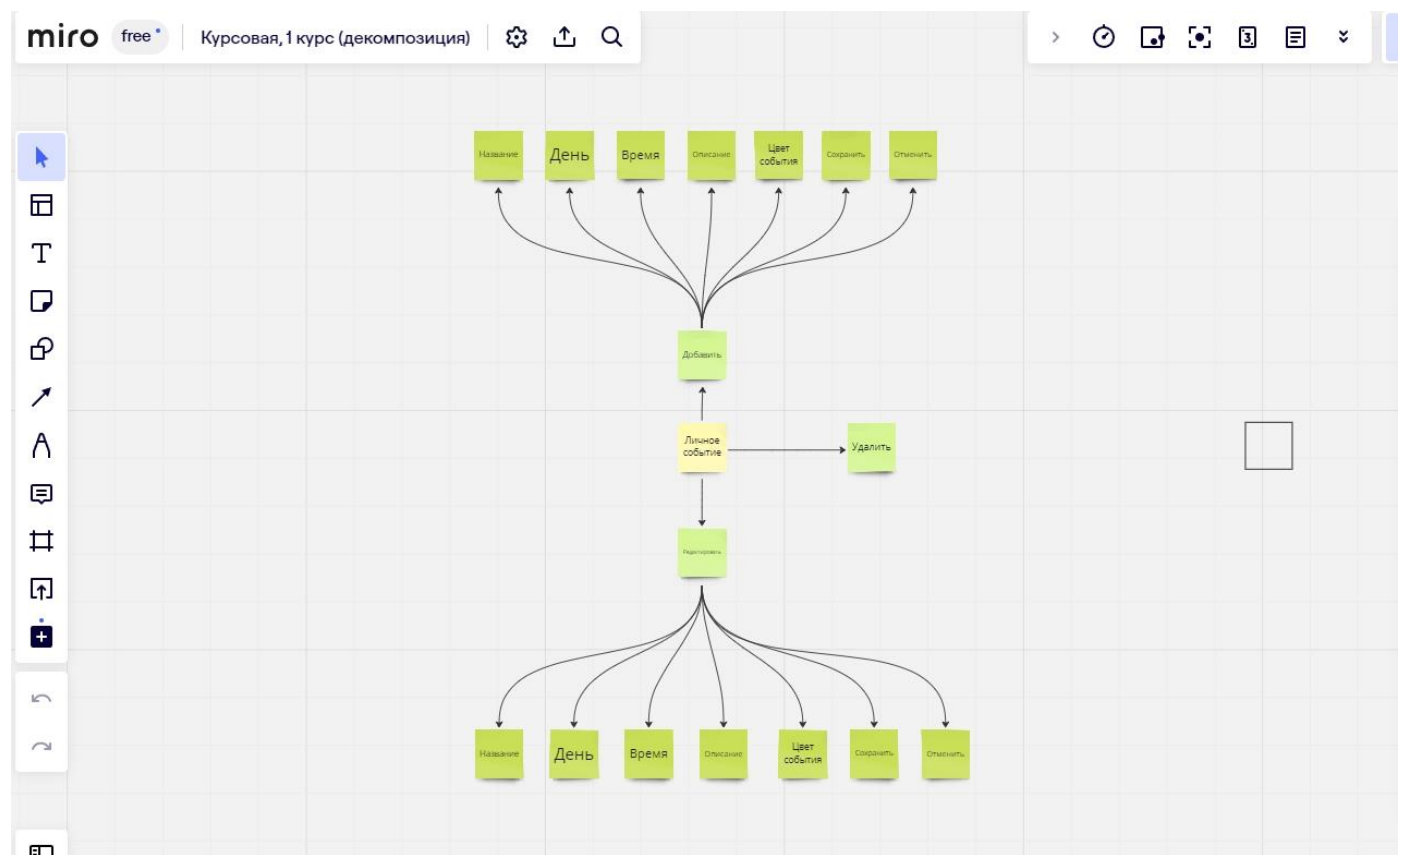 miro free Курсовая, 1 курс (декомпозиция)
3
Название День Время Описание Цвет события Сохранить Отменить
Добавить
Личное
событие
Удалить
Редактировать
Название День Время Описание Цвет события Сохранить Отменить